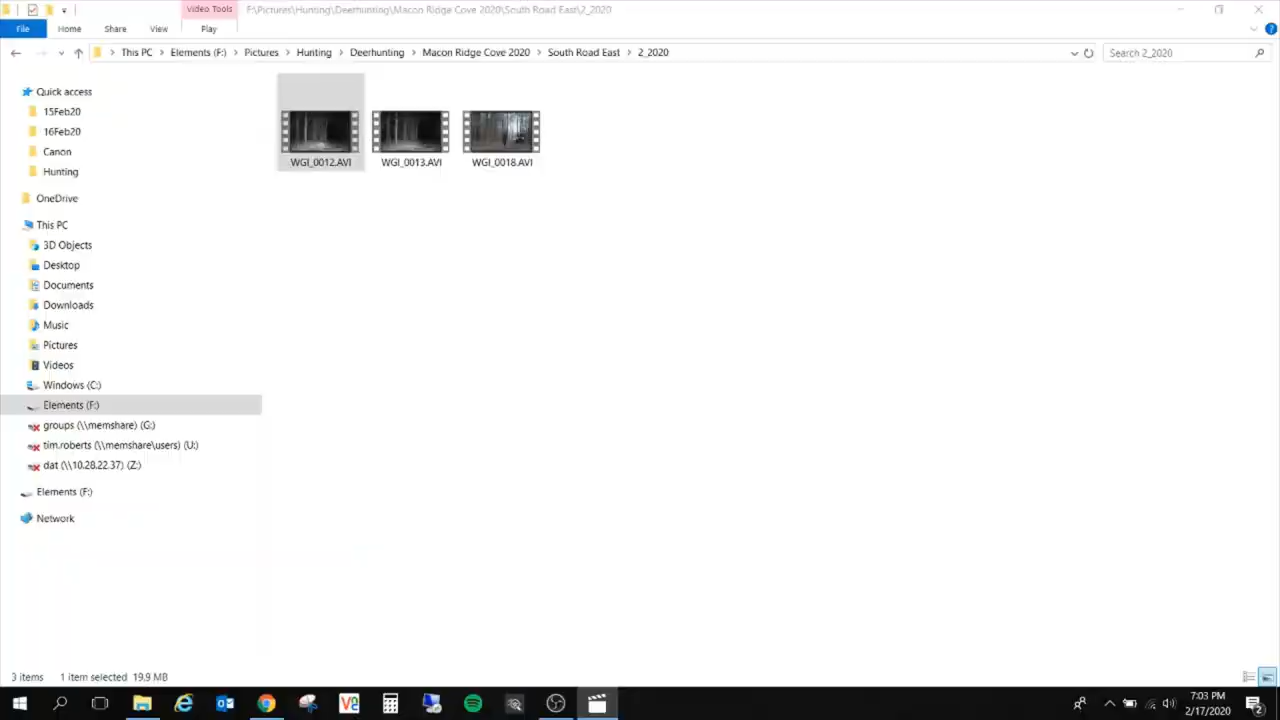 Video Tools
F:\Pictures\Hunting\Deerhunting\Macon Ridge Cove 2020\South Road East\2_2020
File
Home
Share
View
Play
This PC > Elements (F:) > Pictures > Hunting > Deerhunting > Macon Ridge Cove 2020 > South Road East > 2_2020
Search 2_2020
Quick access
15Feb20
16Feb20
Canon
Hunting
OneDrive
This PC
3D Objects
Desktop
Documents
Downloads
Music
Pictures
Videos
Windows (C:)
Elements (F:)
groups (\\memshare) (G:)
tim.roberts (\\memshare\users) (U:)
dat (\\10.28.22.37) (Z:)
Elements (F:)
Network
WGI_0012.AVI
WGI_0013.AVI
WGI_0018.AVI
3 items
1 item selected 19.9 MB
7:03 PM
2/17/2020
2